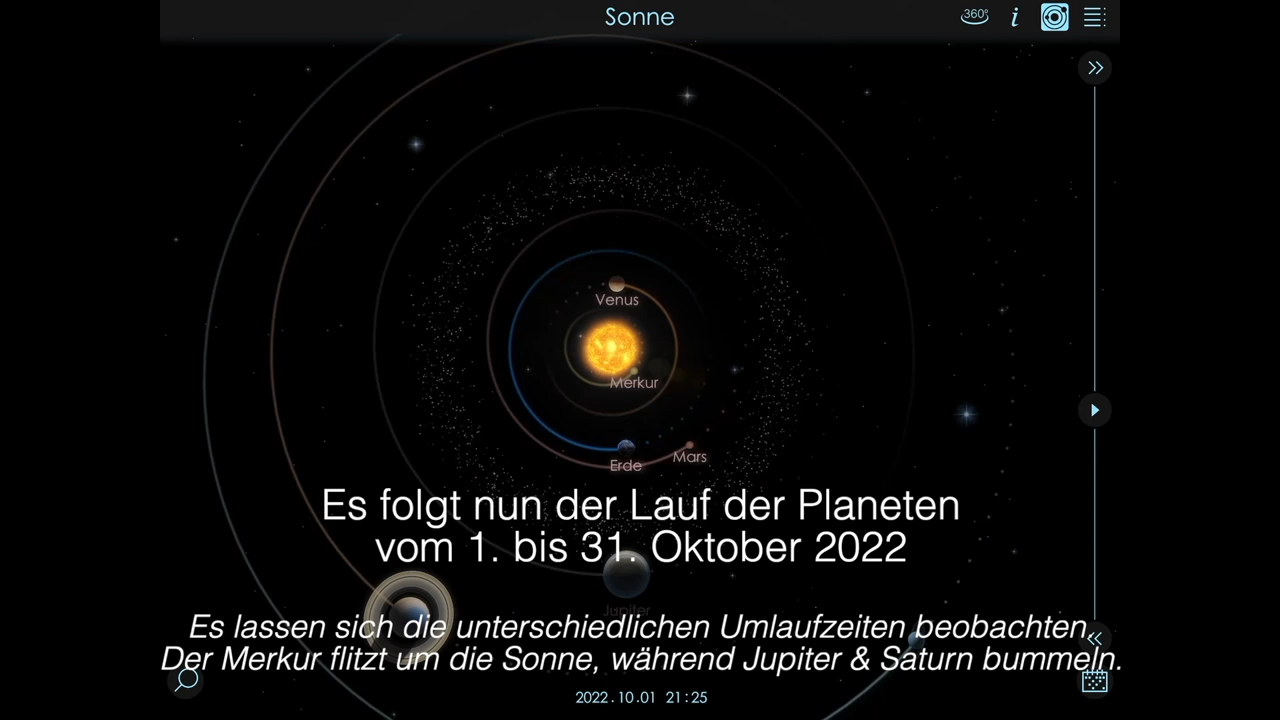 Sonne
360°
i
Venus
Merkur
Erde
Mars
Es folgt nun der Lauf der Planeten
vom 1. bis 31. Oktober 2022
Jupiter
Es lassen sich die unterschiedlichen Umlaufzeiten beobachten.
Der Merkur flitzt um die Sonne, während Jupiter & Saturn bummeln.
2022.10.01 21:25